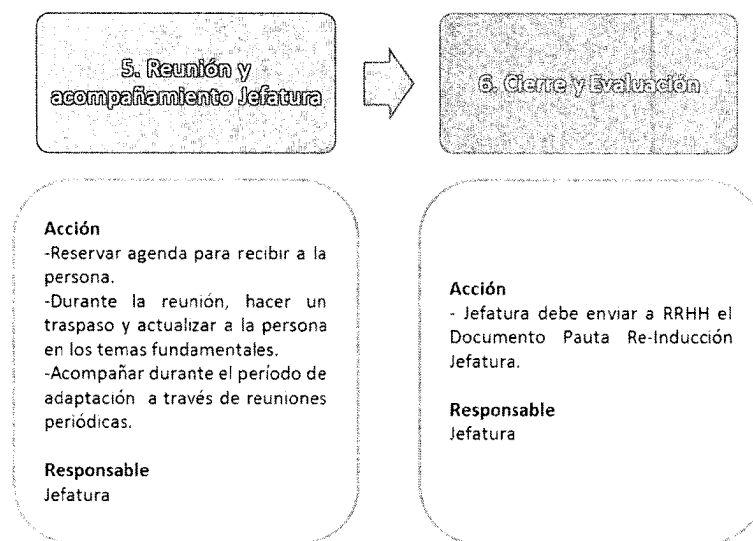 5. Reunión y
acompañamiento Jefatura
6. Cierre y Evaluación
Acción
-Reservar agenda para recibir a la
persona.
-Durante la reunión, hacer un
traspaso y actualizar a la persona
en los temas fundamentales.
-Acompañar durante el período de
adaptación a través de reuniones
periódicas.
Responsable
Jefatura
Acción
- Jefatura debe enviar a RRHH el
Documento Pauta Re-Inducción
Jefatura.
Responsable
Jefatura